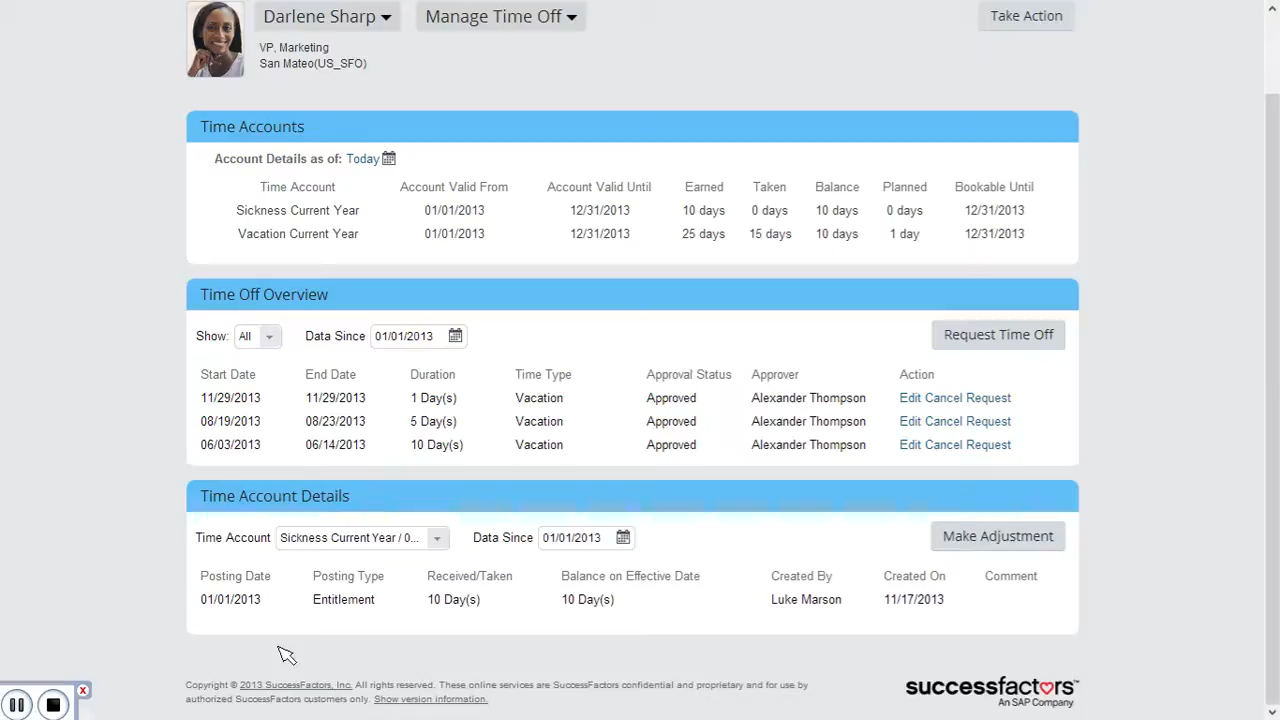 Darlene Sharp Manage Time Off Take Action
VP, Marketing
San Mateo(US_SFO)
Time Accounts
Account Details as of: Today
Time Account Account Valid From Account Valid Until Earned Taken Balance Planned Bookable Until
Sickness Current Year 01/01/2013 12/31/2013 10 days 0 days 10 days 0 days 12/31/2013
Vacation Current Year 01/01/2013 12/31/2013 25 days 15 days 10 days 1 day 12/31/2013
Time Off Overview
Show: All Data Since 01/01/2013 Request Time Off
Start Date End Date Duration Time Type Approval Status Approver Action
11/29/2013 11/29/2013 1 Day(s) Vacation Approved Alexander Thompson Edit Cancel Request
08/19/2013 08/23/2013 5 Day(s) Vacation Approved Alexander Thompson Edit Cancel Request
06/03/2013 06/14/2013 10 Day(s) Vacation Approved Alexander Thompson Edit Cancel Request
Time Account Details
Time Account Sickness Current Year / 0... Data Since 01/01/2013 Make Adjustment
Posting Date Posting Type Received/Taken Balance on Effective Date Created By Created On Comment
01/01/2013 Entitlement 10 Day(s) 10 Day(s) Luke Marson 11/17/2013
Copyright © 2013 SuccessFactors, Inc. All rights reserved. These online services are SuccessFactors confidential and proprietary and for use by
authorized SuccessFactors customers only. Show version information.
successfactors™
An SAP Company
x